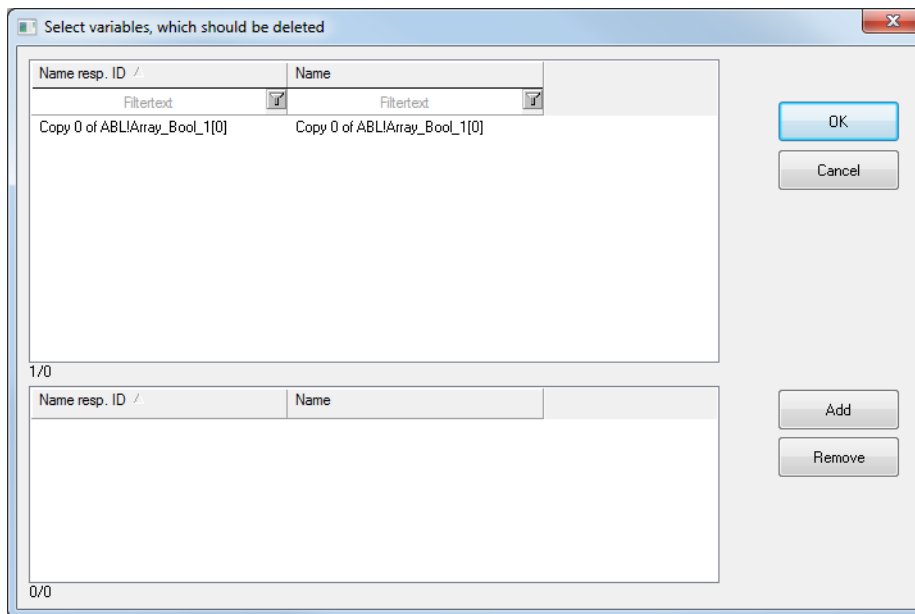 Select variables, which should be deleted
Name resp. ID Name
Filtertext Filtertext
Copy 0 of ABL!Array_Bool_1[0] Copy 0 of ABL!Array_Bool_1[0]
OK
Cancel
1/0
Name resp. ID Name
Add
Remove
0/0